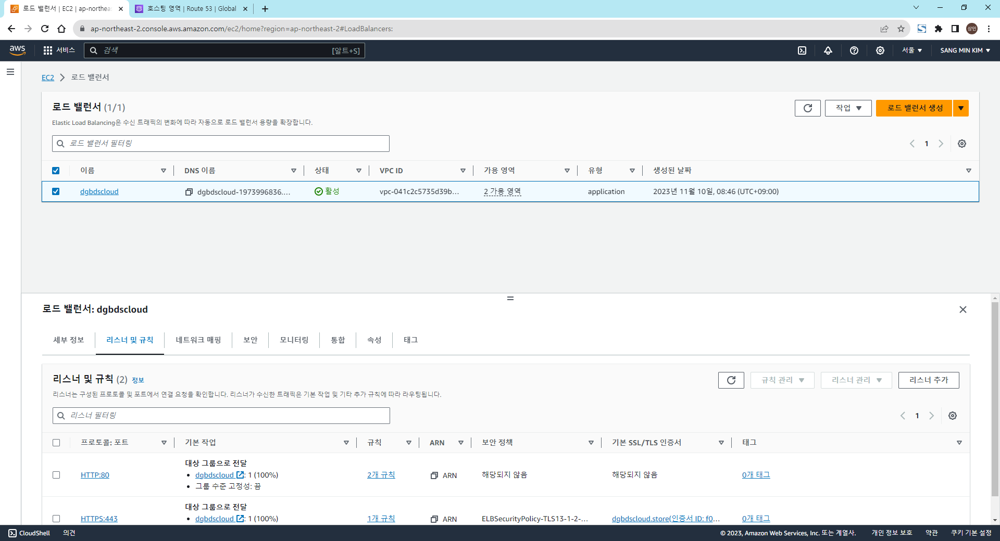 로드 밸런서 | EC2 | ap-northea
호스팅 영역 | Route 53 | Global
ap-northeast-2.console.aws.amazon.com/ec2/home?region=ap-northeast-2#LoadBalancers:
상민
aws
서비스
검색
[알트+S]
서울
SANG MIN KIM
EC2
로드 밸런서
로드 밸런서 (1/1)
작업
로드 밸런서 생성
Elastic Load Balancing은 수신 트래픽의 변화에 따라 자동으로 로드 밸런서 용량을 확장합니다.
로드 밸런서 필터링
1
이름 DNS 이름 상태 VPC ID 가용 영역 유형 생성된 날짜
dgbdscloud dgbdscloud-1973996836.... 활성 vpc-041c2c5735d39b... 2 가용 영역 application 2023년 11월 10일, 08:46 (UTC+09:00)
로드 밸런서: dgbdscloud
세부 정보 리스너 및 규칙 네트워크 매핑 보안 모니터링 통합 속성 태그
리스너 및 규칙 (2) 정보
규칙 관리 리스너 관리 리스너 추가
리스너는 구성된 프로토콜 및 포트에서 연결 요청을 확인합니다. 리스너가 수신한 트래픽은 기본 작업 및 기타 추가 규칙에 따라 라우팅됩니다.
리스너 필터링
1
프로토콜: 포트 기본 작업 규칙 ARN 보안 정책 기본 SSL/TLS 인증서 태그
대상 그룹으로 전달
HTTP:80 • dgbdscloud : 1 (100%) 2개 규칙 ARN 해당되지 않음 해당되지 않음 0개 태그
• 그룹 수준 고정성: 끔
대상 그룹으로 전달
HTTPS:443 • dgbdscloud : 1 (100%) 1개 규칙 ARN ELBSecurityPolicy-TLS13-1-2-... dgbdscloud.store(인증서 ID: f0... 0개 태그
CloudShell 의견 © 2023, Amazon Web Services, Inc. 또는 계열사. 개인 정보 보호 약관 쿠키 기본 설정